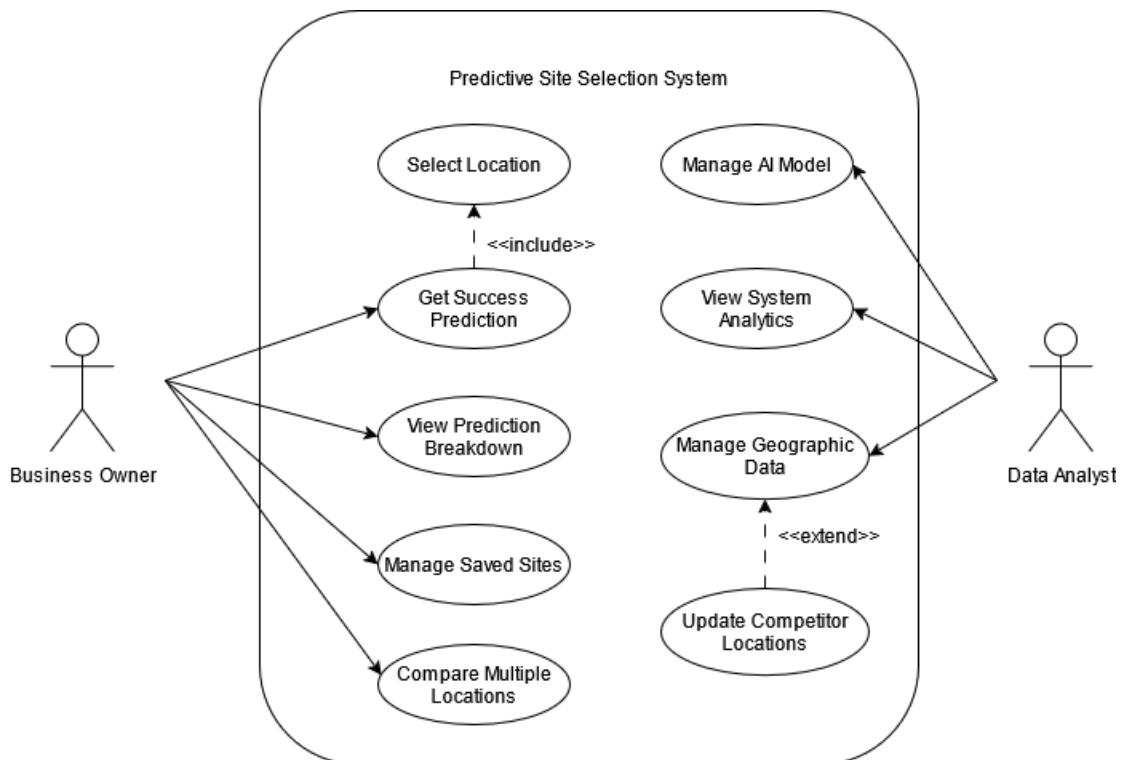 Predictive Site Selection System
Select Location
Manage AI Model
<<include>>
Get Success
Prediction
View System
Analytics
View Prediction
Breakdown
Manage Geographic
Data
Business Owner
Data Analyst
<<extend>>
Manage Saved Sites
Update Competitor
Locations
Compare Multiple
Locations